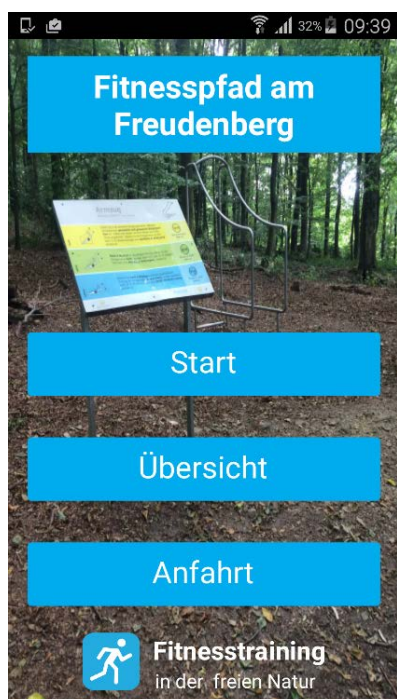 32% 09:39
Fitnesspfad am
Freudenberg
Start
Übersicht
Anfahrt
Fitnesstraining
in der freien Natur